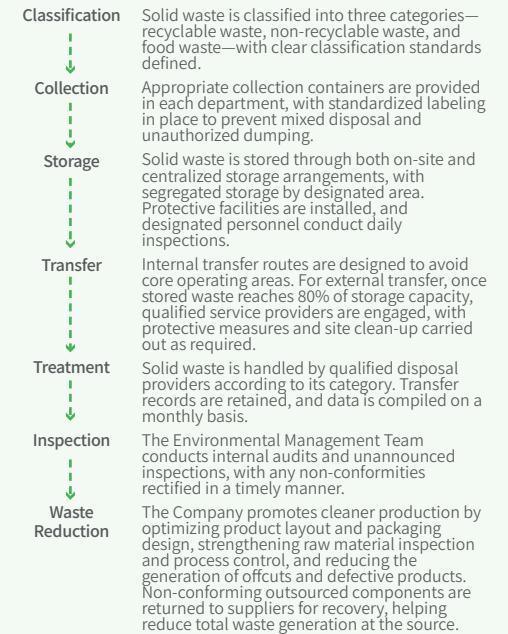 Classification
Solid waste is classified into three categories—
recyclable waste, non-recyclable waste, and
food waste—with clear classification standards
defined.
Collection
Appropriate collection containers are provided
in each department, with standardized labeling
in place to prevent mixed disposal and
unauthorized dumping.
Storage
Solid waste is stored through both on-site and
centralized storage arrangements, with
segregated storage by designated area.
Protective facilities are installed, and
designated personnel conduct daily
inspections.
Transfer
Internal transfer routes are designed to avoid
core operating areas. For external transfer, once
stored waste reaches 80% of storage capacity,
qualified service providers are engaged, with
protective measures and site clean-up carried
out as required.
Treatment
Solid waste is handled by qualified disposal
providers according to its category. Transfer
records are retained, and data is compiled on a
monthly basis.
Inspection
The Environmental Management Team
conducts internal audits and unannounced
inspections, with any non-conformities
rectified in a timely manner.
Waste
Reduction
The Company promotes cleaner production by
optimizing product layout and packaging
design, strengthening raw material inspection
and process control, and reducing the
generation of offcuts and defective products.
Non-conforming outsourced components are
returned to suppliers for recovery, helping
reduce total waste generation at the source.